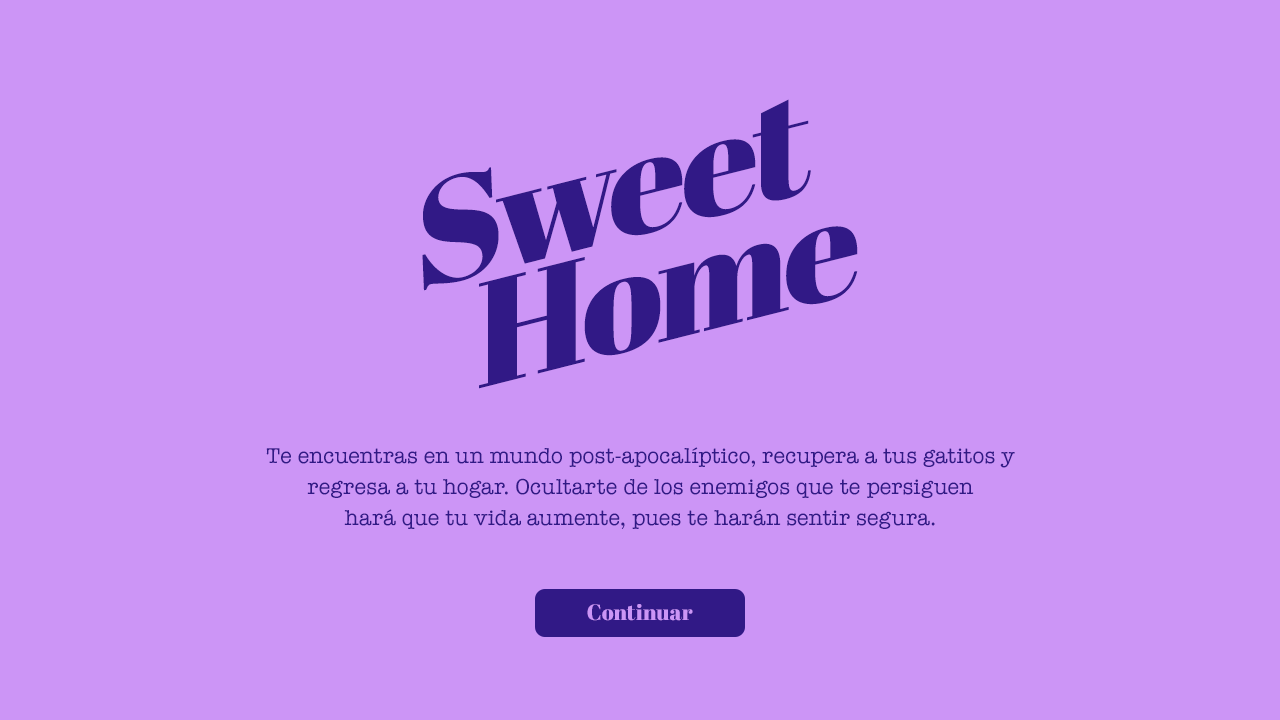 Sweet
Home
Te encuentras en un mundo post-apocalíptico, recupera a tus gatitos y
regresa a tu hogar. Ocultarte de los enemigos que te persiguen
hará que tu vida aumente, pues te harán sentir segura.
Continuar